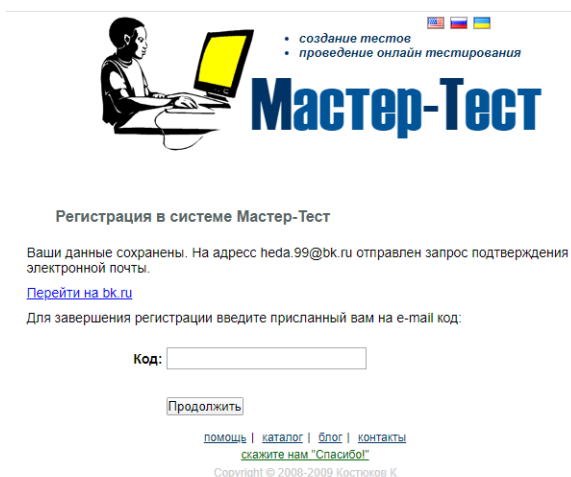 • создание тестов
• проведение онлайн тестирования
Мастер-Тест
Регистрация в системе Мастер-Тест
Ваши данные сохранены. На адресс heda.99@bk.ru отправлен запрос подтверждения
электронной почты.
Перейти на bk.ru
Для завершения регистрации введите присланный вам на e-mail код:
Код:
Продолжить
помощь | каталог | блог | контакты
скажите нам "Спасибо!"
Copyright © 2008-2009 Костюков К